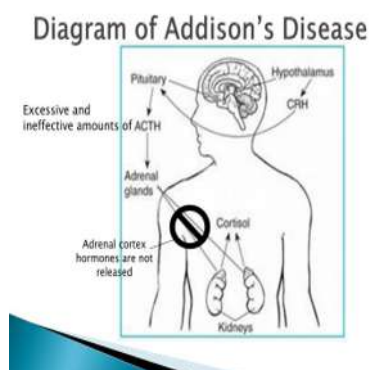 Diagram of Addison's Disease
Pituitary
Hypothalamus
CRH
Excessive and
ineffective amounts of ACTH
Adrenal
glands
Cortisol
Adrenal cortex
hormones are not
released
Kidneys